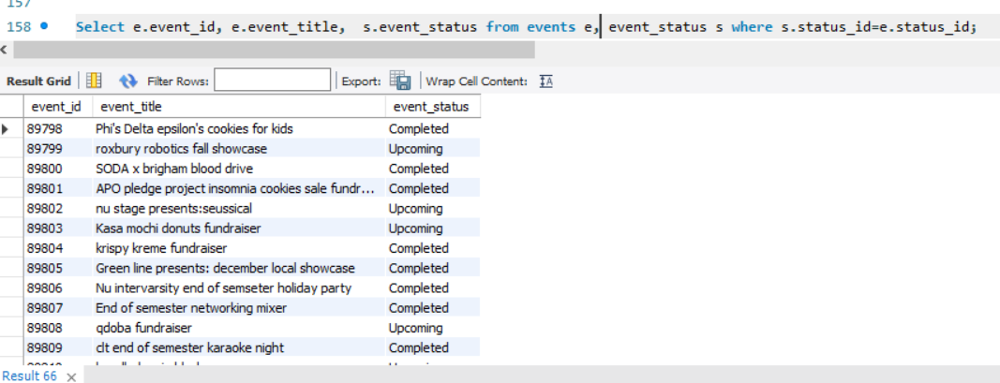 157
158 Select e.event_id, e.event_title, s.event_status from events e, event_status s where s.status_id=e.status_id;
Result Grid Filter Rows: Export: Wrap Cell Content:
event_id event_title event_status
89798 Phi's Delta epsilon's cookies for kids Completed
89799 roxbury robotics fall showcase Upcoming
89800 SODA x brigham blood drive Completed
89801 APO pledge project insomnia cookies sale fundr... Completed
89802 nu stage presents:seussical Upcoming
89803 Kasa mochi donuts fundraiser Upcoming
89804 krispy kreme fundraiser Completed
89805 Green line presents: december local showcase Completed
89806 Nu intervarsity end of semseter holiday party Completed
89807 End of semester networking mixer Completed
89808 qdoba fundraiser Upcoming
89809 clt end of semester karaoke night Completed
Result 66